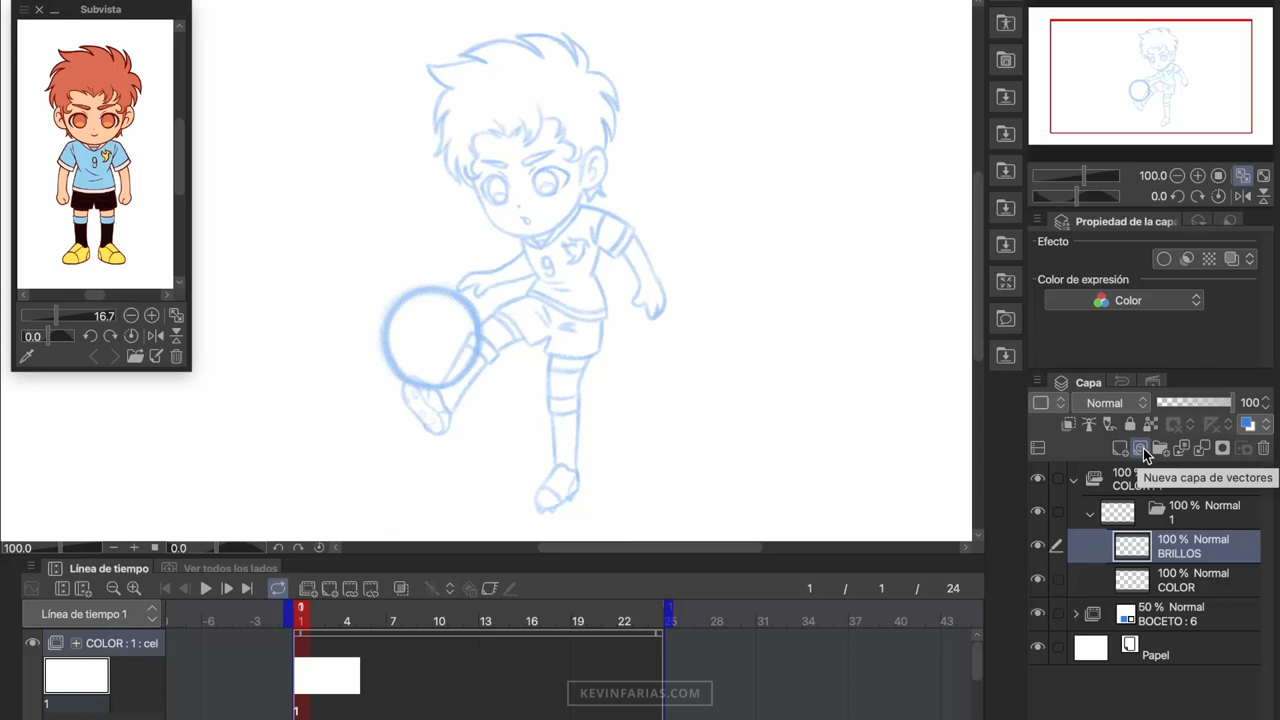 Subvista
9
16.7
0.0
9
100.0
0.0
Propiedad de la capa
Efecto
Color de expresión
Color
Capa
Normal
100
Nueva capa de vectores
100
COLOR
100 % Normal
1
100 % Normal
BRILLOS
100 % Normal
COLOR
50 % Normal
BOCETO : 6
Papel
100.0
0.0
Línea de tiempo
Ver todos los lados
1 / 1 / 24
Línea de tiempo 1
-6 -3 1 4 7 10 13 16 19 22 25 28 31 34 37 40 43
COLOR : 1 : cel
1
1
KEVINFARIAS.COM